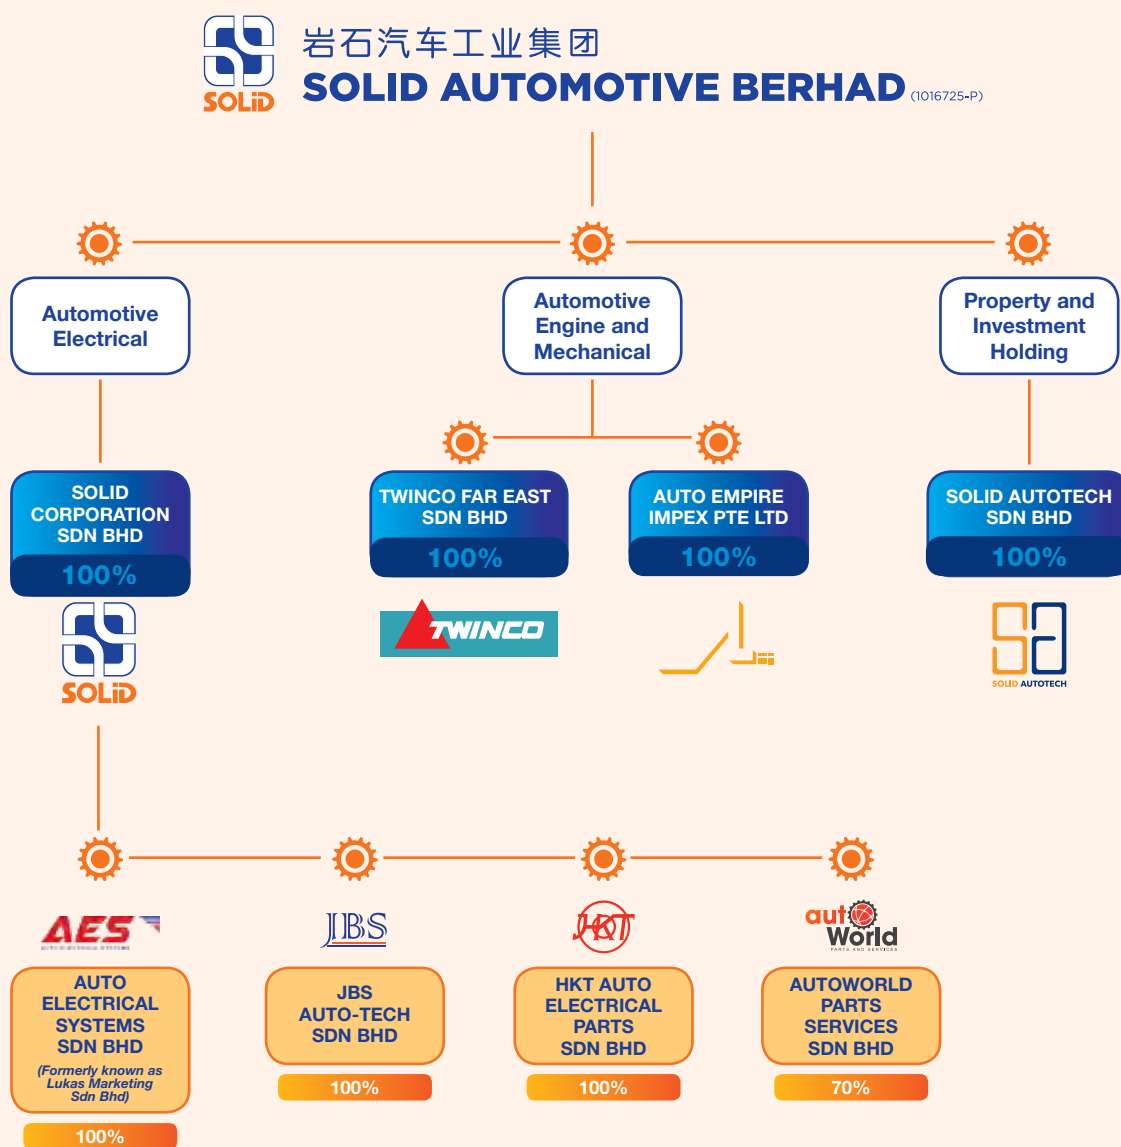 岩石汽车工业集团
SOLID
SOLID AUTOMOTIVE BERHAD (1016725-P)
Automotive
Electrical
Automotive
Engine and
Mechanical
Property and
Investment
Holding
SOLID
CORPORATION
SDN BHD
100%
TWINCO FAR EAST
SDN BHD
100%
AUTO EMPIRE
IMPEX PTE LTD
100%
SOLID AUTOTECH
SDN BHD
100%
SOLiD
TWINCO
SOLID AUTOTECH
AES
JBS
HKT
autoWorld
PARTS AND SERVICES
AUTO
ELECTRICAL
SYSTEMS
SDN BHD
(Formerly known as
Lukas Marketing
Sdn Bhd)
100%
JBS
AUTO-TECH
SDN BHD
100%
HKT AUTO
ELECTRICAL
PARTS
SDN BHD
100%
AUTOWORLD
PARTS
SERVICES
SDN BHD
70%